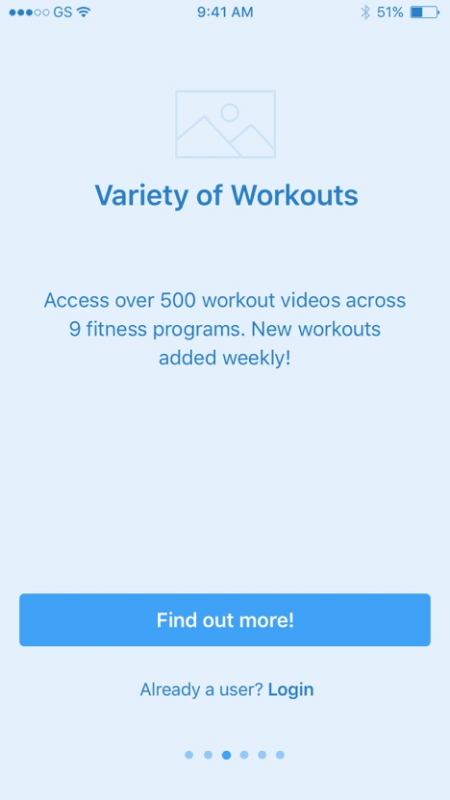 GS 9:41 AM 51%
Variety of Workouts
Access over 500 workout videos across
9 fitness programs. New workouts
added weekly!
Find out more!
Already a user? Login